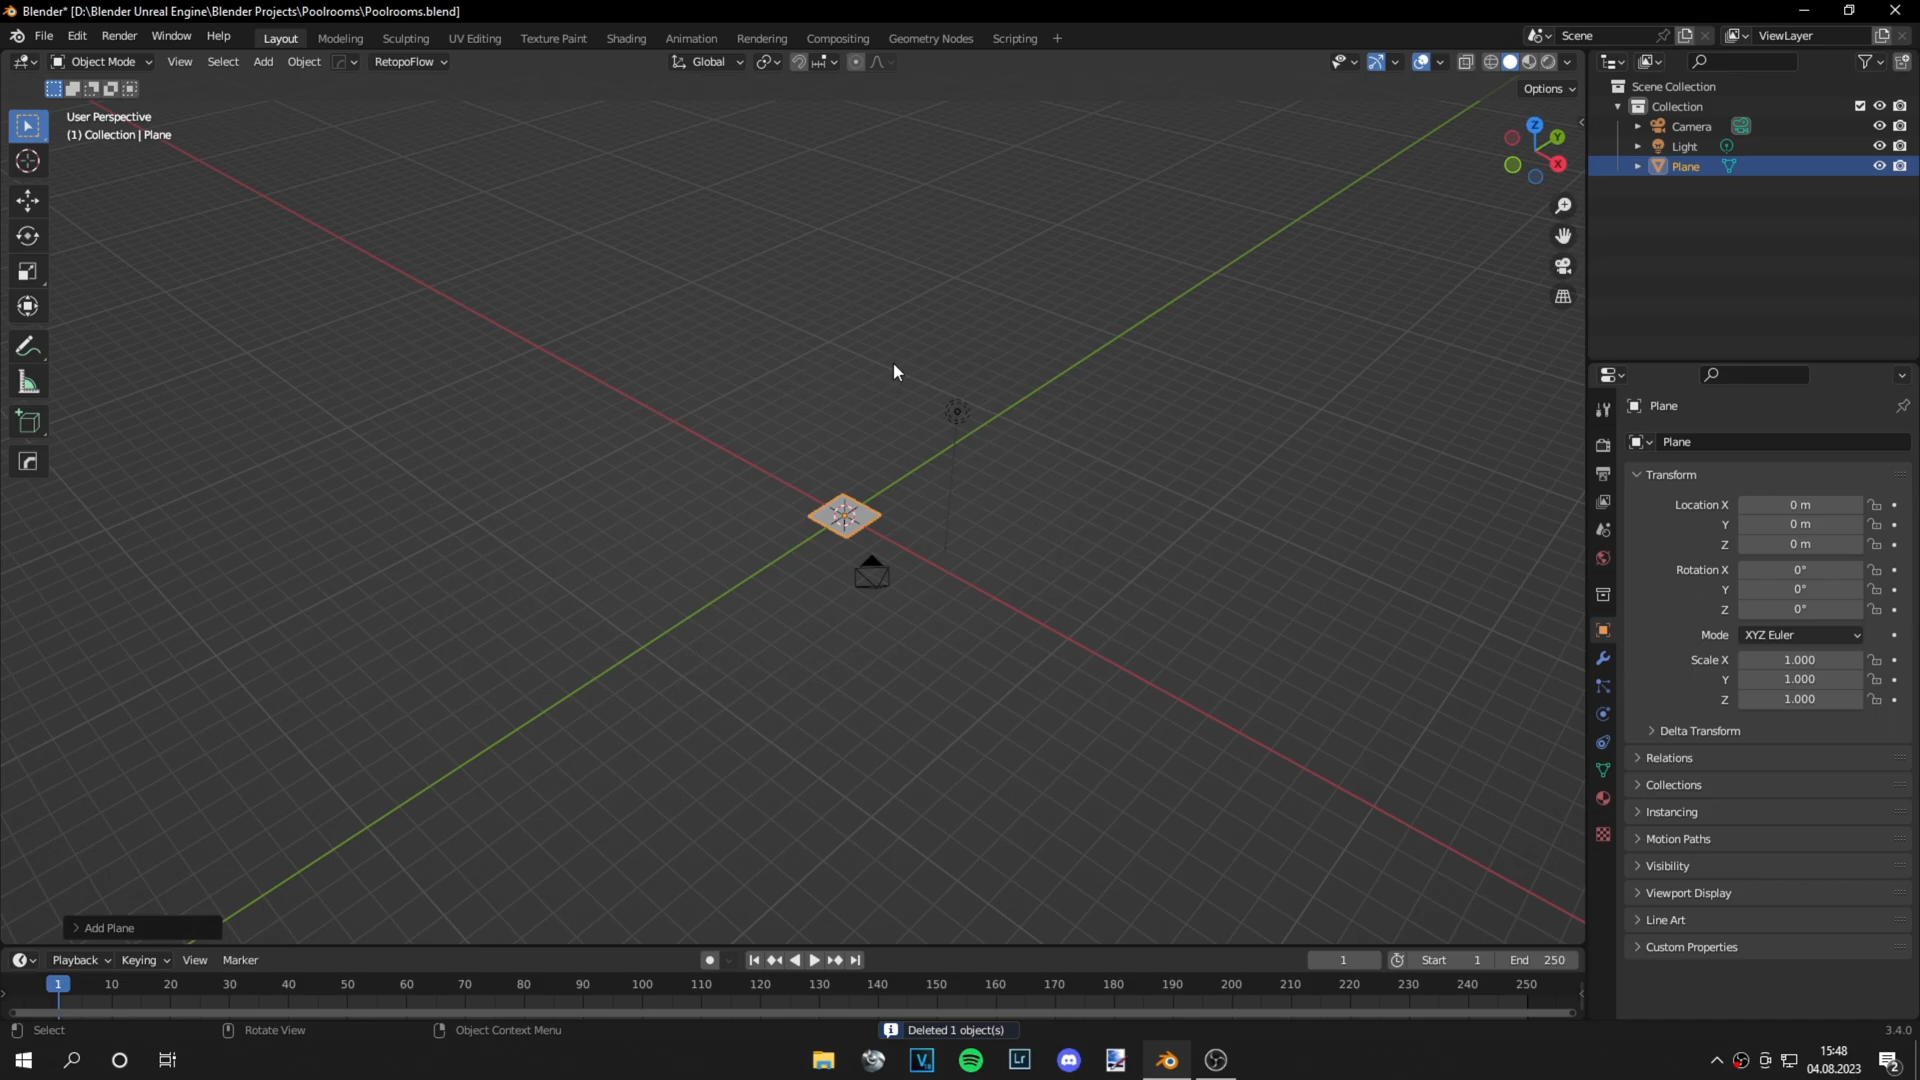 Blender* [D:\Blender Unreal Engine\Blender Projects\Poolrooms\Poolrooms.blend]
File Edit Render Window Help Layout Modeling Sculpting UV Editing Texture Paint Shading Animation Rendering Compositing Geometry Nodes Scripting + Scene ViewLayer
Object Mode View Select Add Object RetopoFlow Global
Options
User Perspective
(1) Collection | Plane
Z
Y
X
Add Plane
Scene Collection
Collection
Camera
Light
Plane
Plane
Plane
Transform
Location X 0 m
Y 0 m
Z 0 m
Rotation X 0°
Y 0°
Z 0°
Mode XYZ Euler
Scale X 1.000
Y 1.000
Z 1.000
Delta Transform
Relations
Collections
Instancing
Motion Paths
Visibility
Viewport Display
Line Art
Custom Properties
Playback Keying View Marker 1 Start 1 End 250
1 10 20 30 40 50 60 70 80 90 100 110 120 130 140 150 160 170 180 190 200 210 220 230 240 250
Select Rotate View Object Context Menu Deleted 1 object(s) 3.4.0
V
18
Lr
15:48
04.08.2023
2